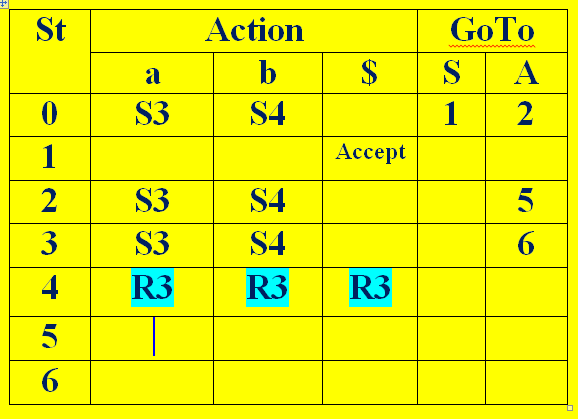 St Action GoTo
a b $ S A
0 S3 S4 1 2
1 Accept
2 S3 S4 5
3 S3 S4 6
4 R3 R3 R3
5
6